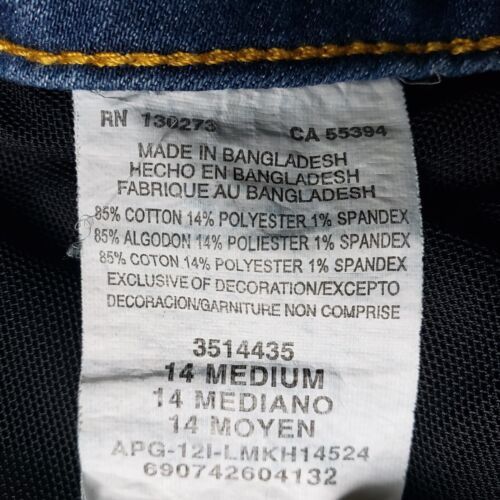 RN 130273 CA 55394
MADE IN BANGLADESH
HECHO EN BANGLADESH
FABRIQUE AU BANGLADESH
85% COTTON 14% POLYESTER 1% SPANDEX
85% ALGODON 14% POLIESTER 1% SPANDEX
85% COTON 14% POLYESTER 1% SPANDEX
EXCLUSIVE OF DECORATION/EXCEPTO
DECORACION/GARNITURE NON COMPRISE
3514435
14 MEDIUM
14 MEDIANO
14 MOYEN
APG-12I-LMKH14524
690742604132